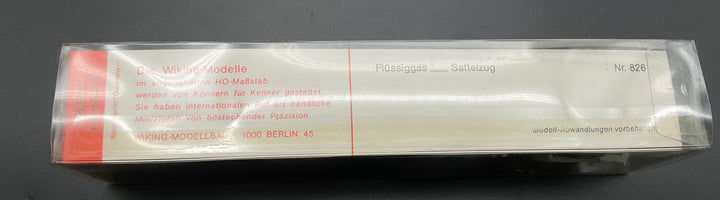 Die Wiking-Modelle
im angenäherten HO-Maßstab
werden von Könnern für Kenner gestaltet.
Sie haben internationalen Ruf als handliche
Miniaturen von bestechender Präzision.
WIKING-MODELLBAU 1000 BERLIN 45
Flüssiggas Sattelzug
Nr. 826
Modell-Abwandlungen vorbehalten